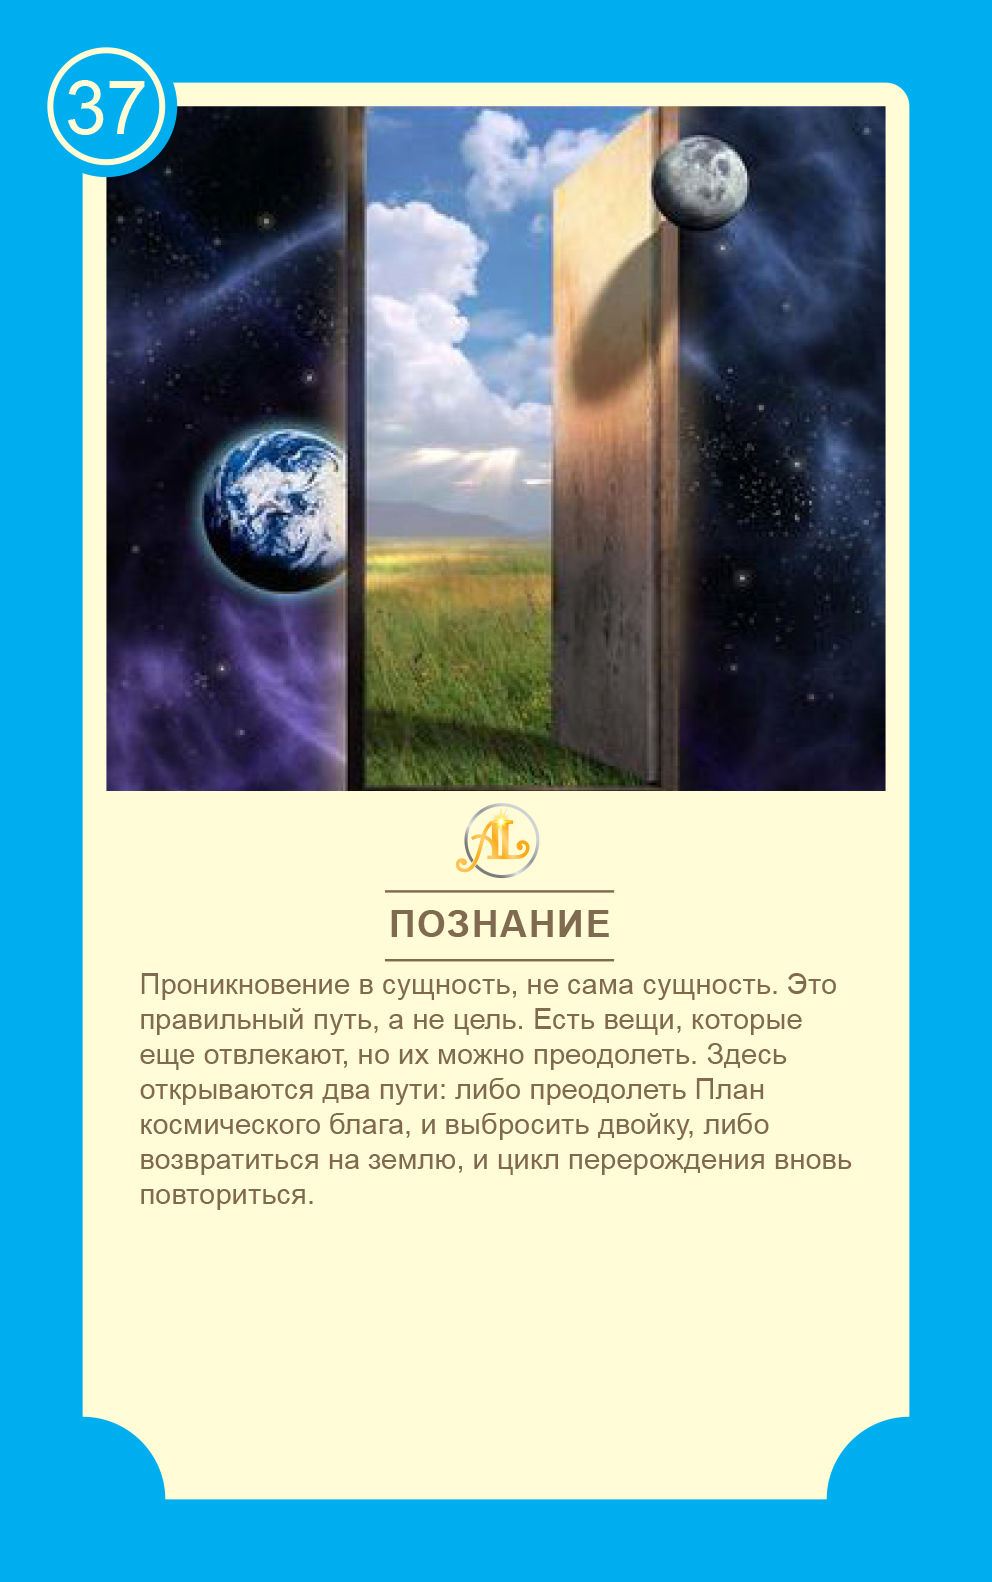 37
AL
ПОЗНАНИЕ
Проникновение в сущность, не сама сущность. Это
правильный путь, а не цель. Есть вещи, которые
еще отвлекают, но их можно преодолеть. Здесь
открываются два пути: либо преодолеть План
космического блага, и выбросить двойку, либо
возвратиться на землю, и цикл перерождения вновь
повториться.